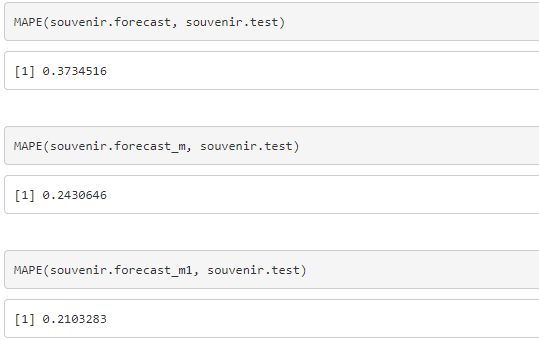 MAPE(souvenir.forecast, souvenir.test)
[1] 0.3734516
MAPE(souvenir.forecast_m, souvenir.test)
[1] 0.2430646
MAPE(souvenir.forecast_m1, souvenir.test)
[1] 0.2103283